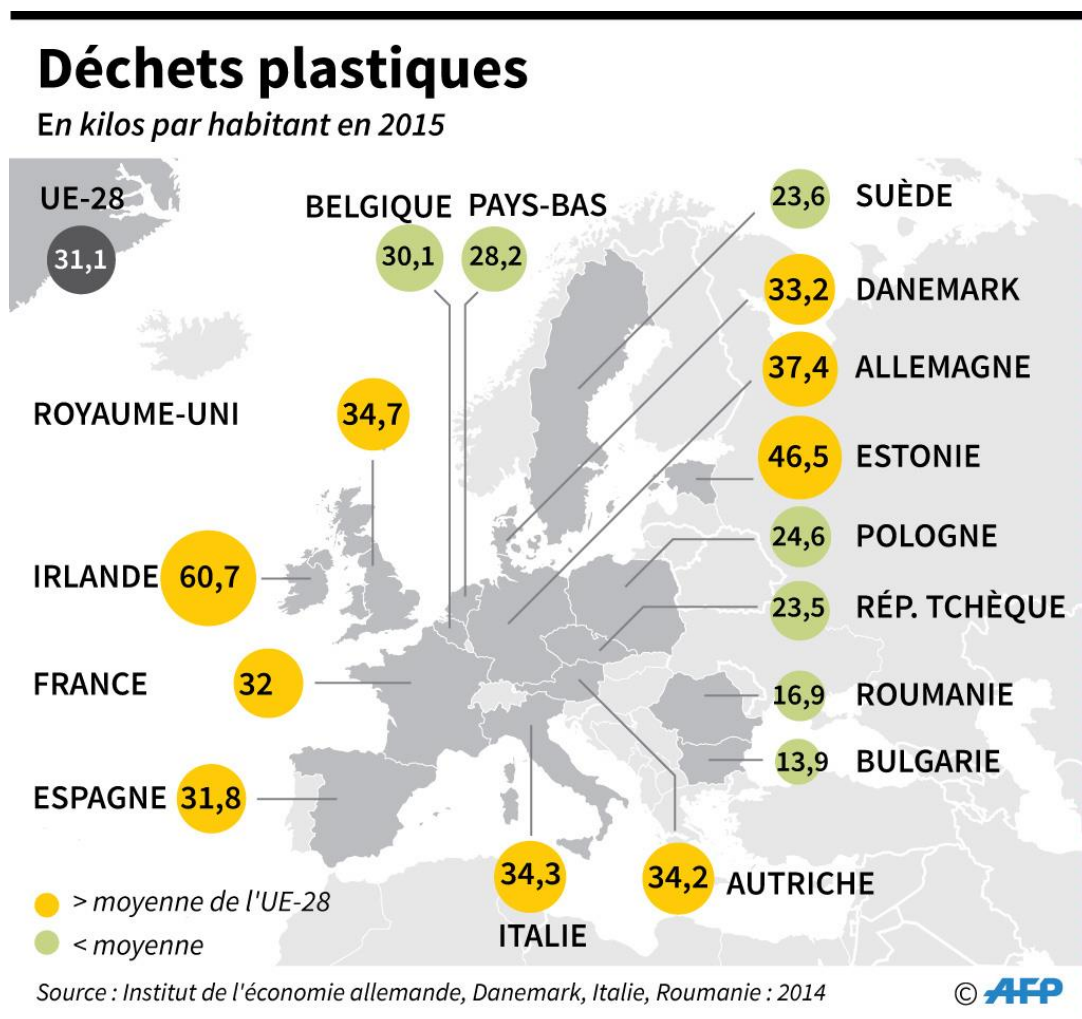 Déchets plastiques
En kilos par habitant en 2015
UE-28
31,1
BELGIQUE
30,1
PAYS-BAS
28,2
23,6 SUÈDE
33,2 DANEMARK
37,4 ALLEMAGNE
46,5 ESTONIE
24,6 POLOGNE
23,5 RÉP. TCHÈQUE
16,9 ROUMANIE
13,9 BULGARIE
ROYAUME-UNI 34,7
IRLANDE 60,7
FRANCE 32
ESPAGNE 31,8
34,3
ITALIE
34,2 AUTRICHE
> moyenne de l'UE-28
< moyenne
Source : Institut de l'économie allemande, Danemark, Italie, Roumanie : 2014
© AFP